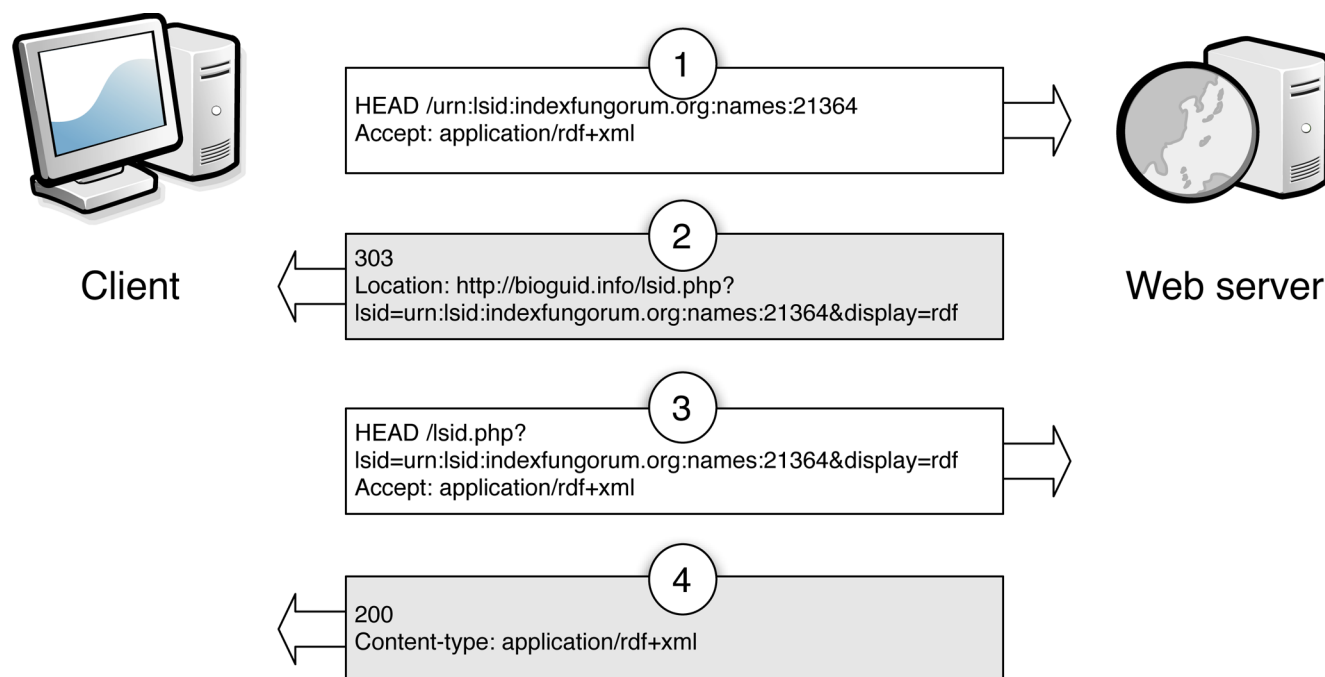 1
HEAD /urn:lsid:indexfungorum.org:names:21364
Accept: application/rdf+xml
2
303
Location: http://bioguid.info/lsid.php?
lsid=urn:lsid:indexfungorum.org:names:21364&display=rdf
Client
Web server
3
HEAD /lsid.php?
lsid=urn:lsid:indexfungorum.org:names:21364&display=rdf
Accept: application/rdf+xml
4
200
Content-type: application/rdf+xml